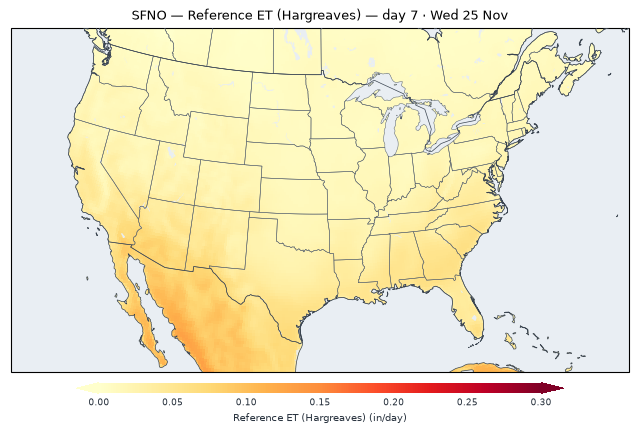 SFNO — Reference ET (Hargreaves) — day 7 · Wed 25 Nov
0.00 0.05 0.10 0.15 0.20 0.25 0.30
Reference ET (Hargreaves) (in/day)